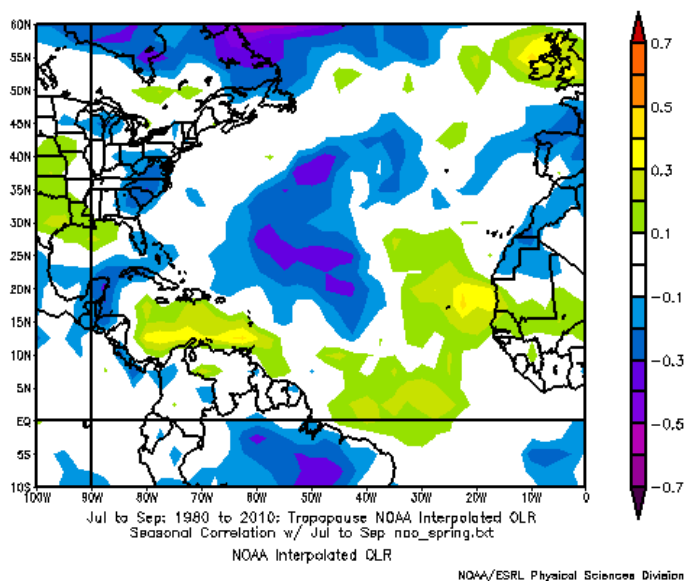 60N
55N
50N
45N
40N
35N
30N
25N
20N
15N
10N
5N
EQ
5S
10S
100W 90W 80W 70W 60W 50W 40W 30W 20W 10W 0
0.7
0.5
0.3
0.1
-0.1
-0.3
-0.5
-0.7
Jul to Sep: 1980 to 2010: Tropopause NOAA Interpolated OLR
Seasonal Correlation w/ Jul to Sep nao_spring.txt
NOAA Interpolated OLR
NOAA/ESRL Physical Sciences Division